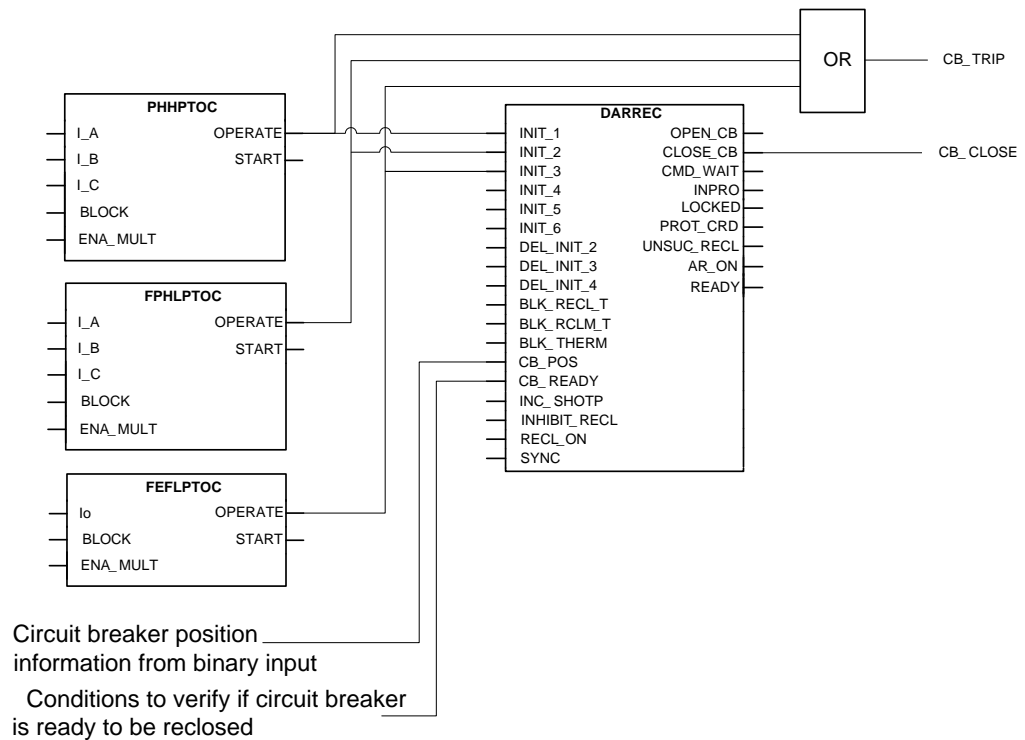 OR
CB_TRIP
PHHPTOC
I_A
OPERATE
I_B
START
I_C
BLOCK
ENA_MULT
DARREC
INIT_1
OPEN_CB
INIT_2
CLOSE_CB
CB_CLOSE
INIT_3
CMD_WAIT
INIT_4
INPRO
INIT_5
LOCKED
INIT_6
PROT_CRD
DEL_INIT_2
UNSUC_RECL
DEL_INIT_3
AR_ON
DEL_INIT_4
READY
BLK_RECL_T
BLK_RCLM_T
BLK_THERM
CB_POS
CB_READY
INC_SHOTP
INHIBIT_RECL
RECL_ON
SYNC
FPHLPTOC
I_A
OPERATE
I_B
START
I_C
BLOCK
ENA_MULT
FEFLPTOC
Io
OPERATE
BLOCK
START
ENA_MULT
Circuit breaker position
information from binary input
Conditions to verify if circuit breaker
is ready to be reclosed